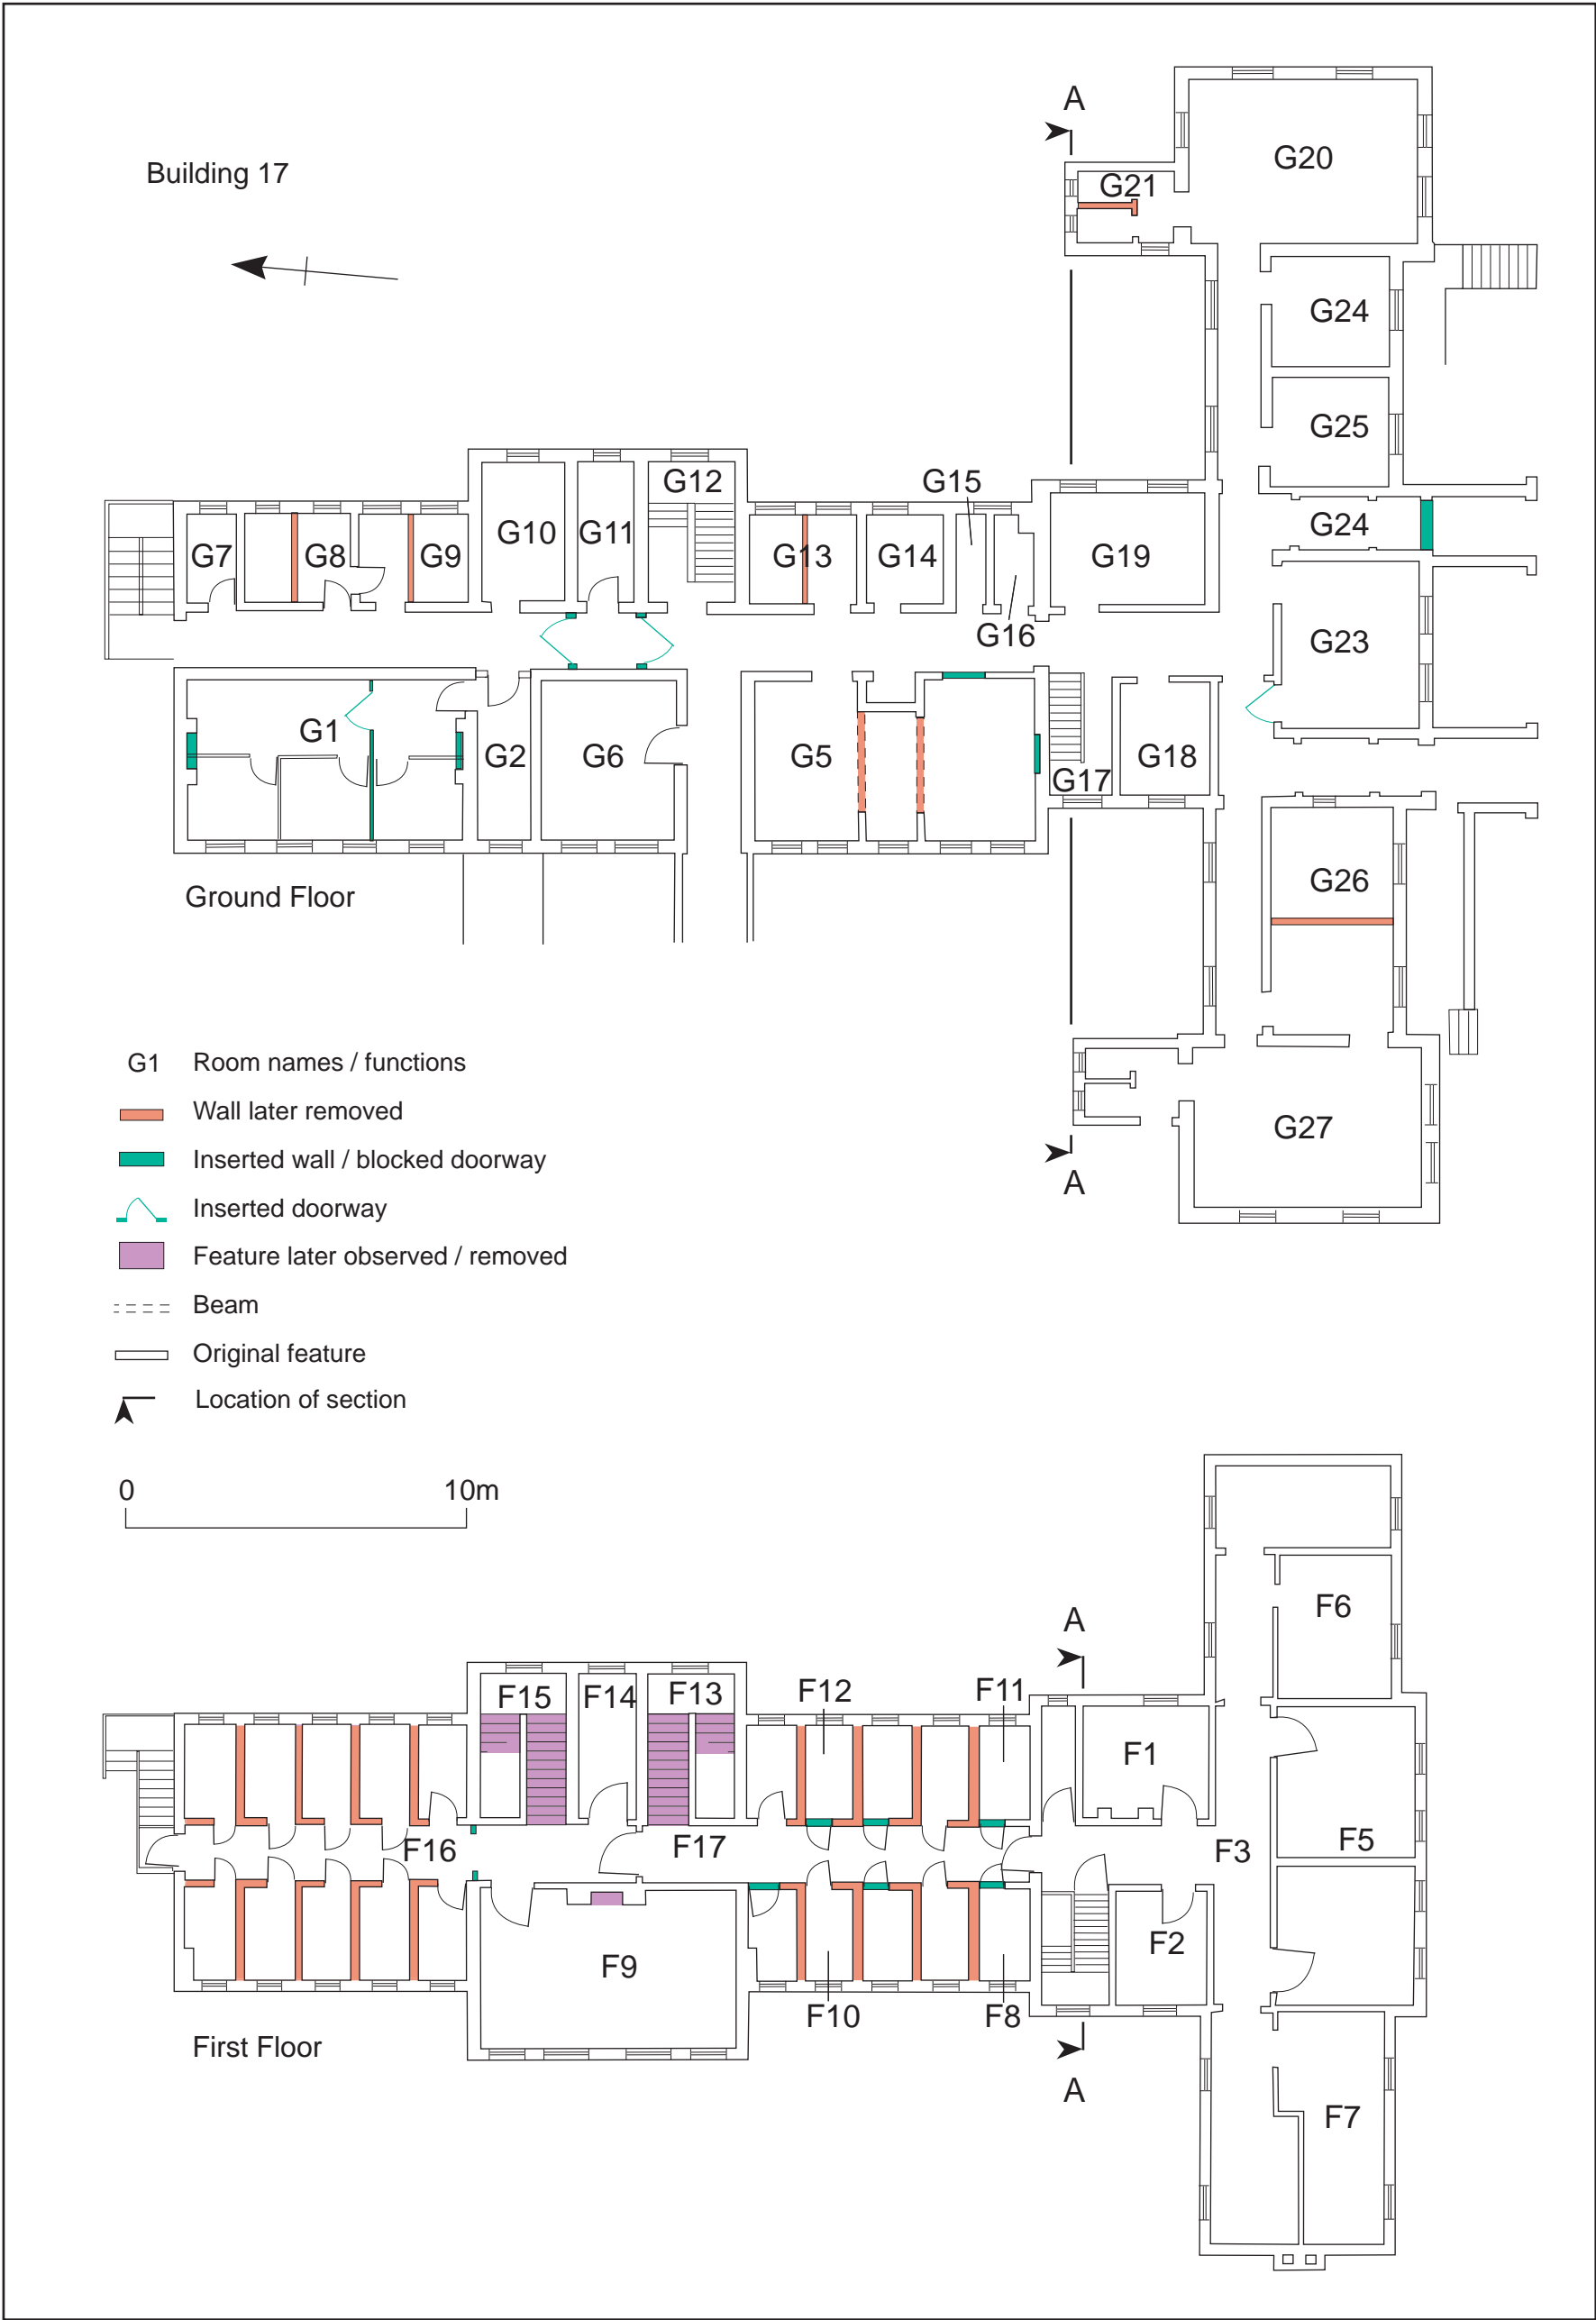 A
Building 17
G20
G21
G24
G25
G15
G12
G10
G11
G24
G7
G8
G9
G13
G14
G19
G16
G23
G1
G2
G6
G5
G17
G18
G26
Ground Floor
G27
A
G1 Room names / functions
Wall later removed
Inserted wall / blocked doorway
Inserted doorway
Feature later observed / removed
Beam
Original feature
Location of section
0 10m
A
F6
F15
F14
F13
F12
F11
F1
F16
F17
F3
F5
F9
F2
F10
F8
First Floor
A
F7